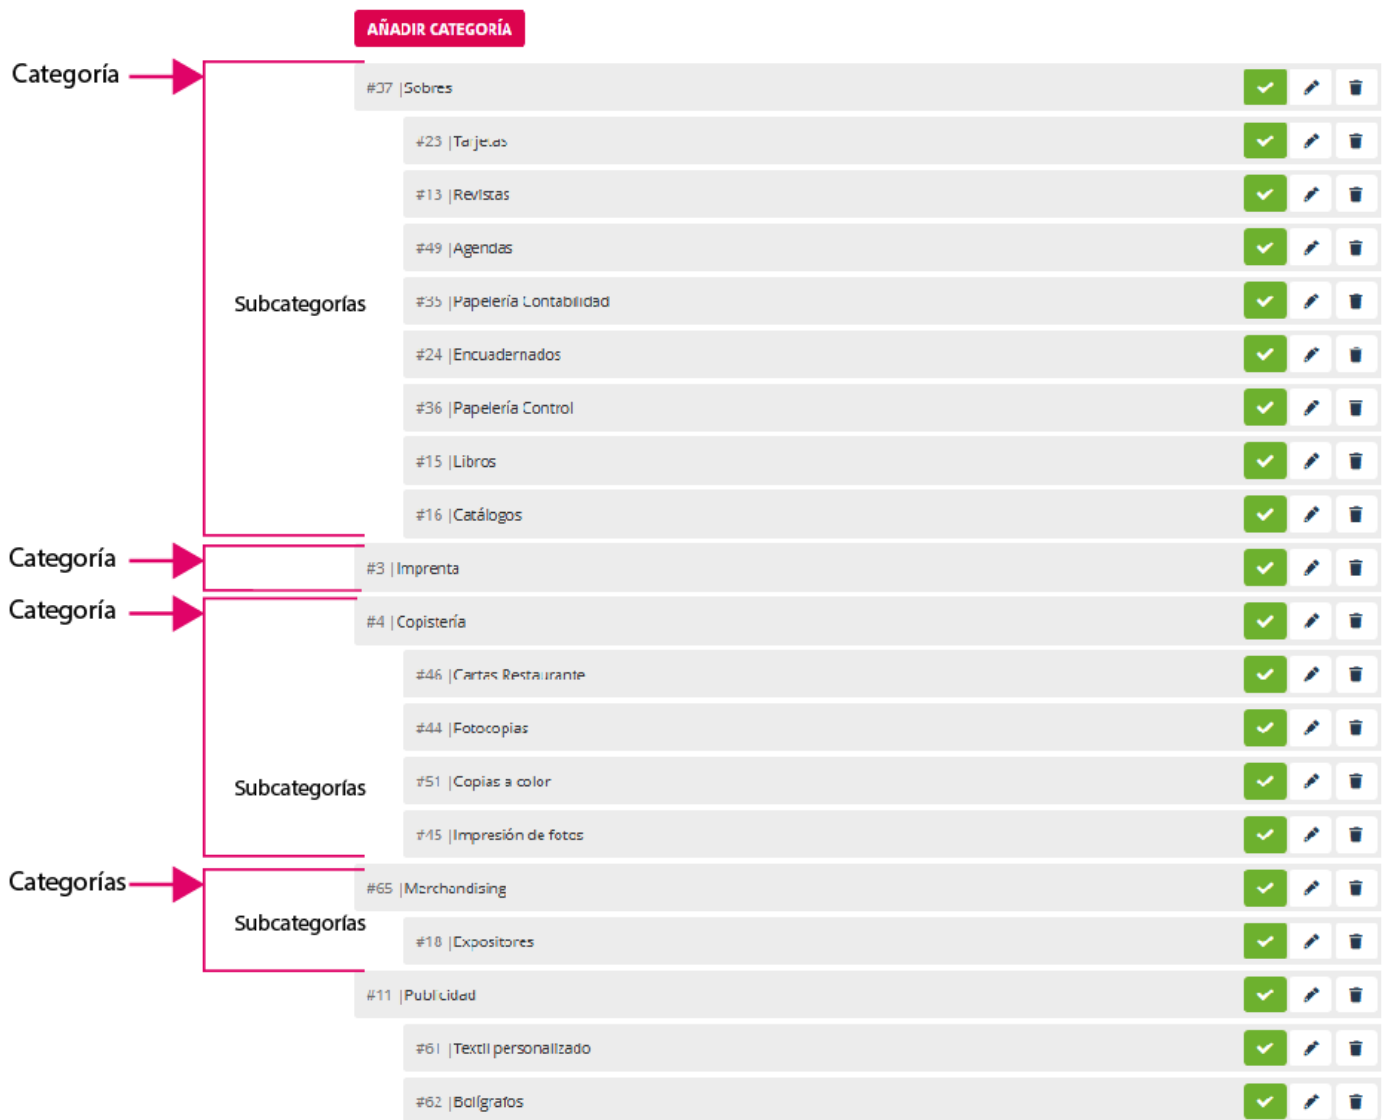 AÑADIR CATEGORÍA
Categoría
#37 |Sobres
#23 |Tarjetas
#13 |Revistas
#49 |Agendas
Subcategorías
#35 |Papelería Contabilidad
#24 |Encuadernados
#36 |Papelería Control
#15 |Libros
#16 |Catálogos
Categoría
#3 |Imprenta
Categoría
#4 |Copistería
#46 |Cartas Restaurante
#44 |Fotocopias
Subcategorías
#51 |Copias a color
#45 |Impresión de fotos
Categorías
#65 |Merchandising
Subcategorías
#18 |Expositores
#11 |Publicidad
#61 |Textil personalizado
#62 |Bolígrafos